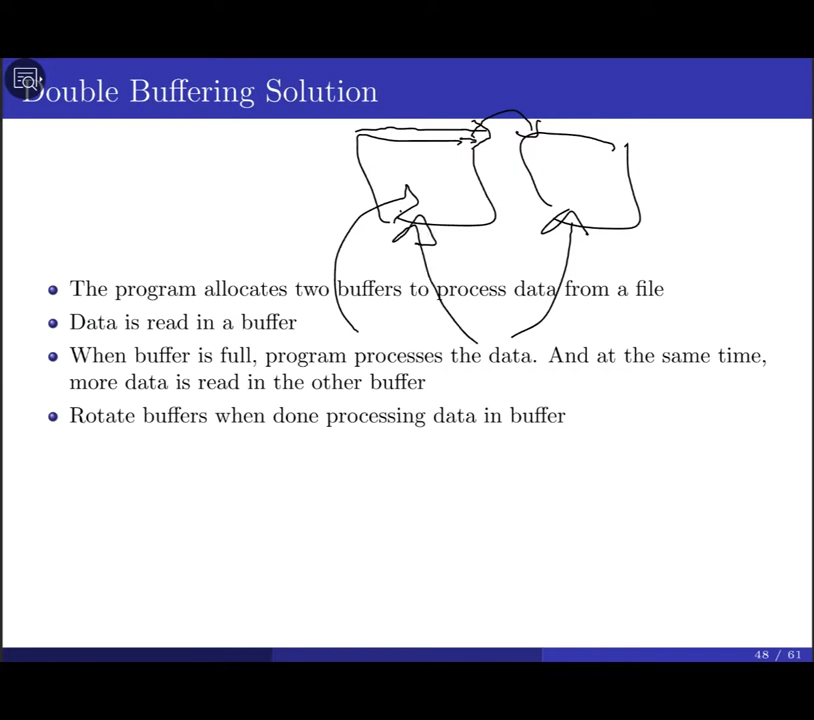 Double Buffering Solution
The program allocates two buffers to process data from a file
Data is read in a buffer
When buffer is full, program processes the data. And at the same time,
more data is read in the other buffer
Rotate buffers when done processing data in buffer
48 / 61